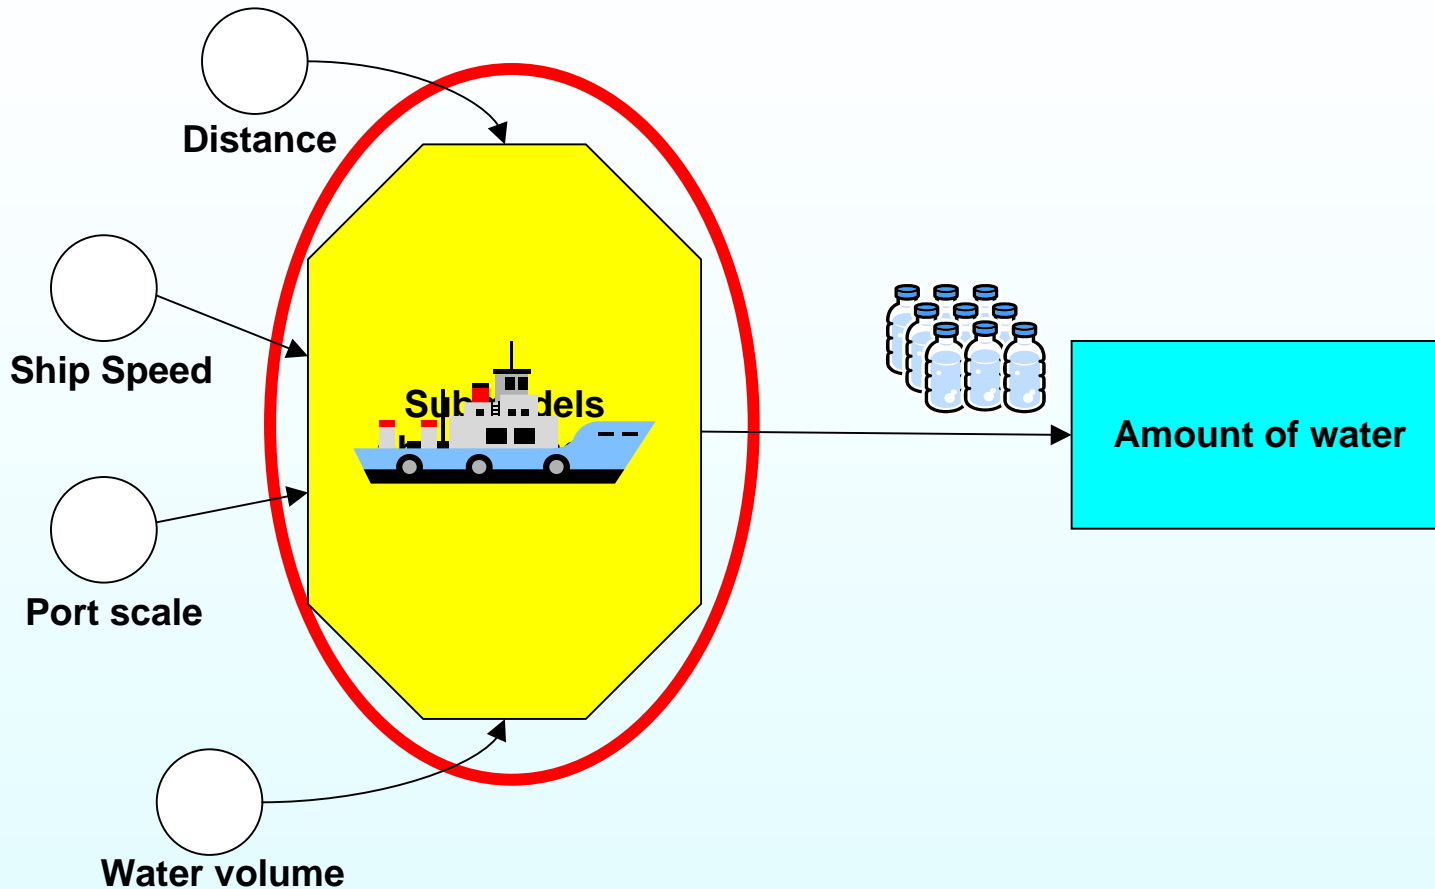 Distance
Ship Speed
Amount of water
Port scale
Water volume